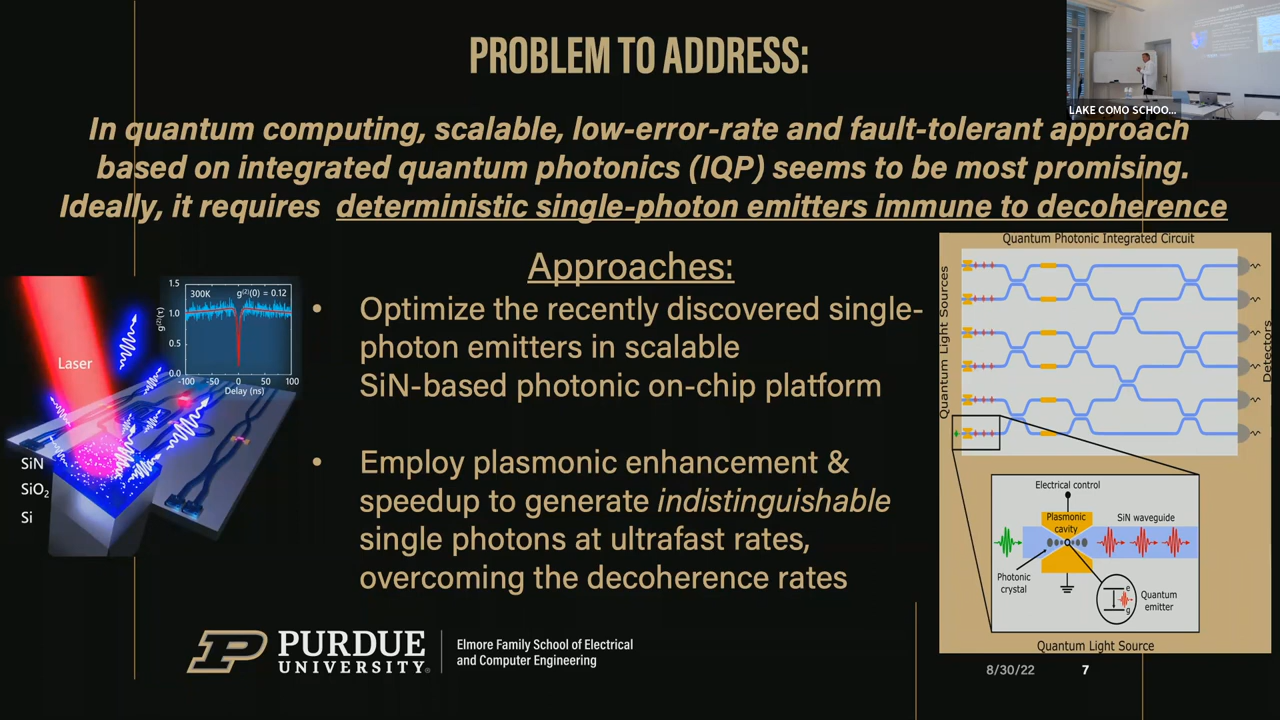 PROBLEM TO ADDRESS:
LAKE COMO SCHOO...
In quantum computing, scalable, low-error-rate and fault-tolerant approach
based on integrated quantum photonics (IQP) seems to be most promising.
Ideally, it requires deterministic single-photon emitters immune to decoherence
Approaches:
• Optimize the recently discovered single-
photon emitters in scalable
SiN-based photonic on-chip platform
• Employ plasmonic enhancement &
speedup to generate indistinguishable
single photons at ultrafast rates,
overcoming the decoherence rates
Laser
SiN
SiO₂
Si
300K
g⁽²⁾(0) = 0.12
g⁽²⁾(τ)
1.5
1.0
0.5
0.0
-100 -50 0 50 100
Delay (ns)
Quantum Photonic Integrated Circuit
Quantum Light Sources
Detectors
Electrical control
Plasmonic
cavity
SiN waveguide
Photonic
crystal
e
g
Quantum
emitter
Quantum Light Source
P PURDUE
UNIVERSITY®
Elmore Family School of Electrical
and Computer Engineering
8/30/22
7